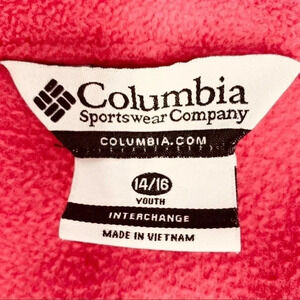 Columbia
Sportswear Company
COLUMBIA.COM
14/16
YOUTH
INTERCHANGE
MADE IN VIETNAM